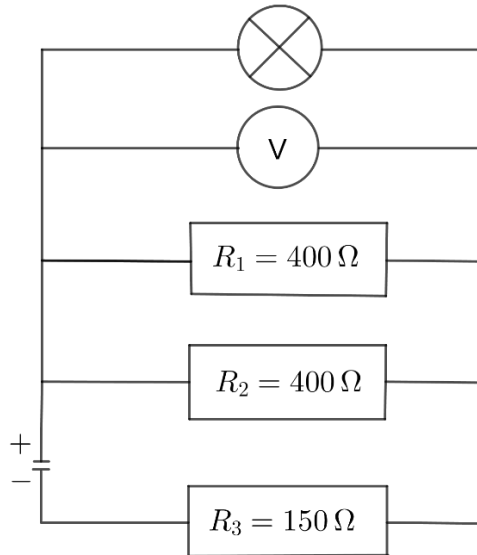 V
R₁ = 400 Ω
R₂ = 400 Ω
+
−
R₃ = 150 Ω